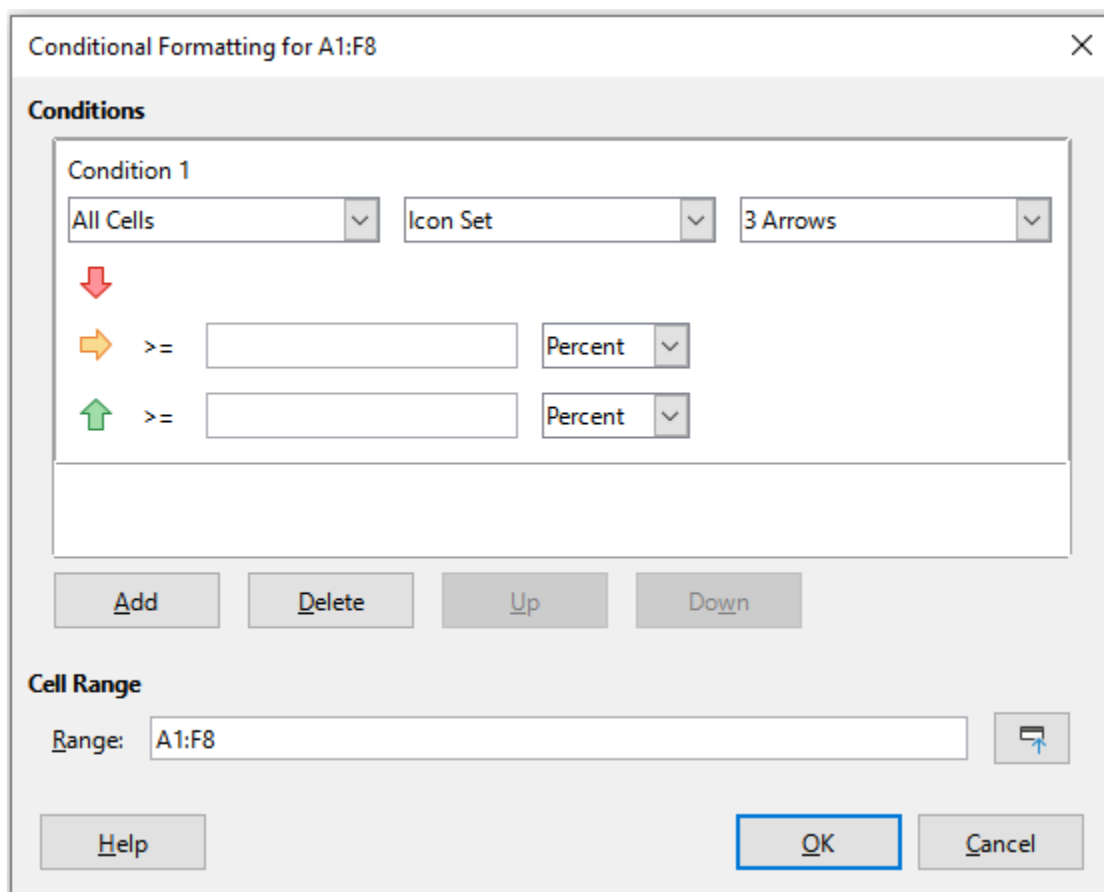 Conditional Formatting for A1:F8
Conditions
Condition 1
All Cells Icon Set 3 Arrows
>= Percent
>= Percent
Add Delete Up Down
Cell Range
Range: A1:F8
Help OK Cancel